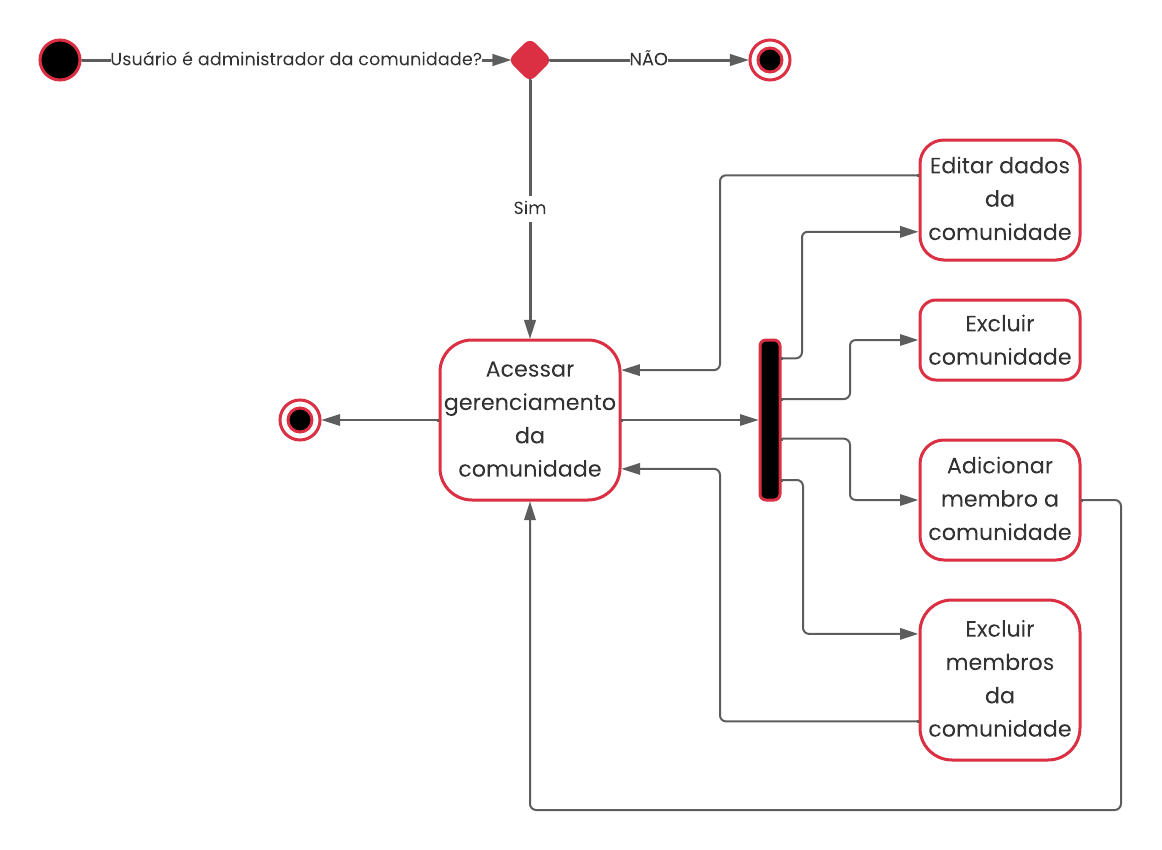 Usuário é administrador da comunidade?
NÃO
Sim
Editar dados
da
comunidade
Excluir
comunidade
Acessar
gerenciamento
da
comunidade
Adicionar
membro a
comunidade
Excluir
membros
da
comunidade